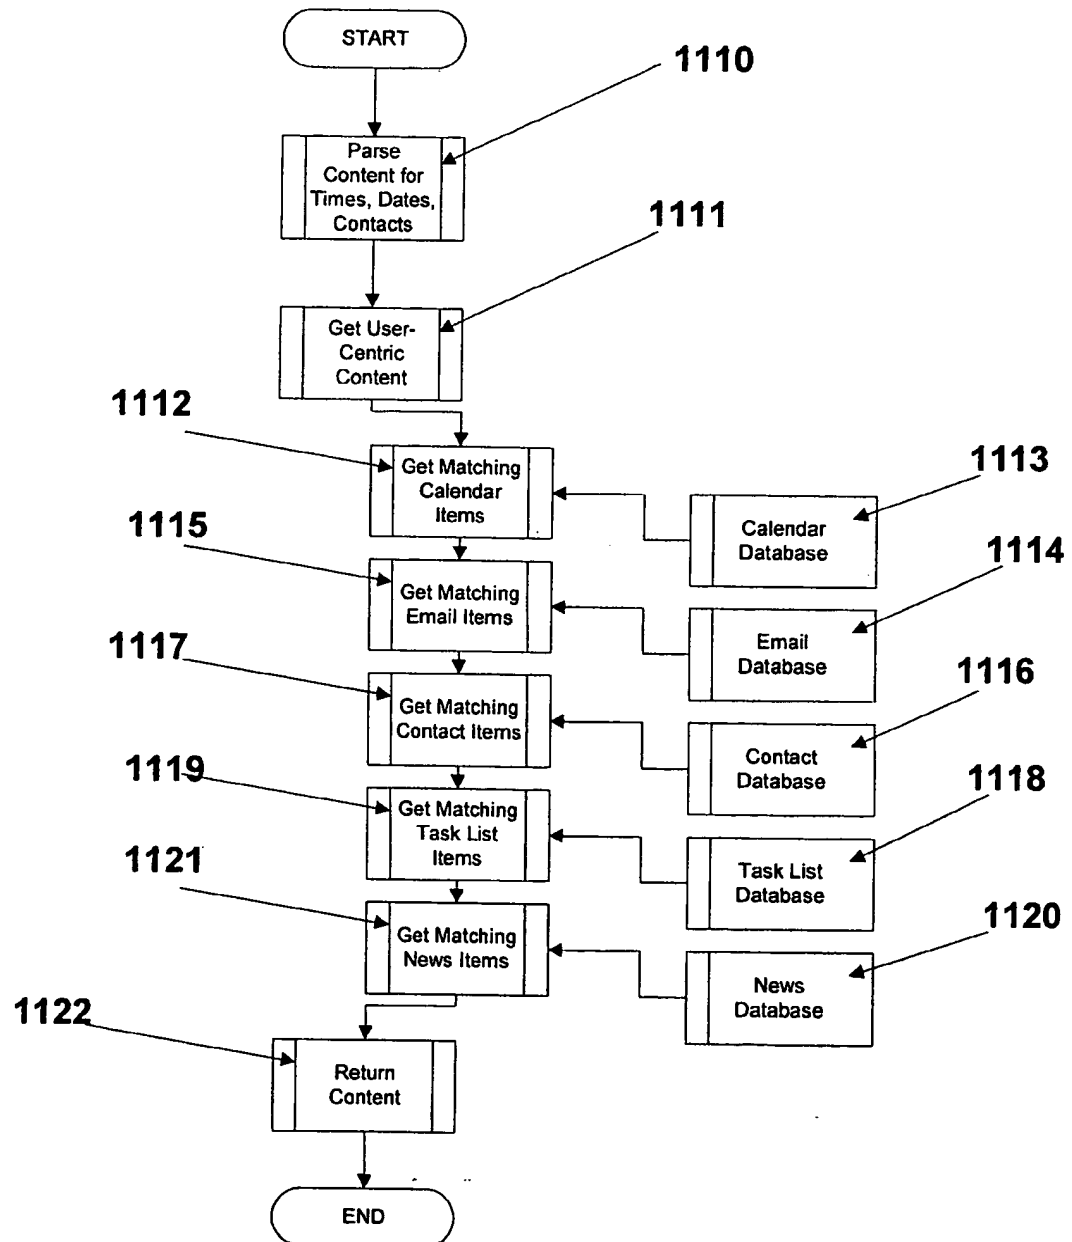 START
1110
Parse
Content for
Times, Dates,
Contacts
1111
Get User-
Centric
Content
1112
Get Matching
Calendar
Items
1113
Calendar
Database
1115
Get Matching
Email Items
1114
Email
Database
1117
Get Matching
Contact Items
1116
Contact
Database
1119
Get Matching
Task List
Items
1118
Task List
Database
1121
Get Matching
News Items
1120
News
Database
1122
Return
Content
END